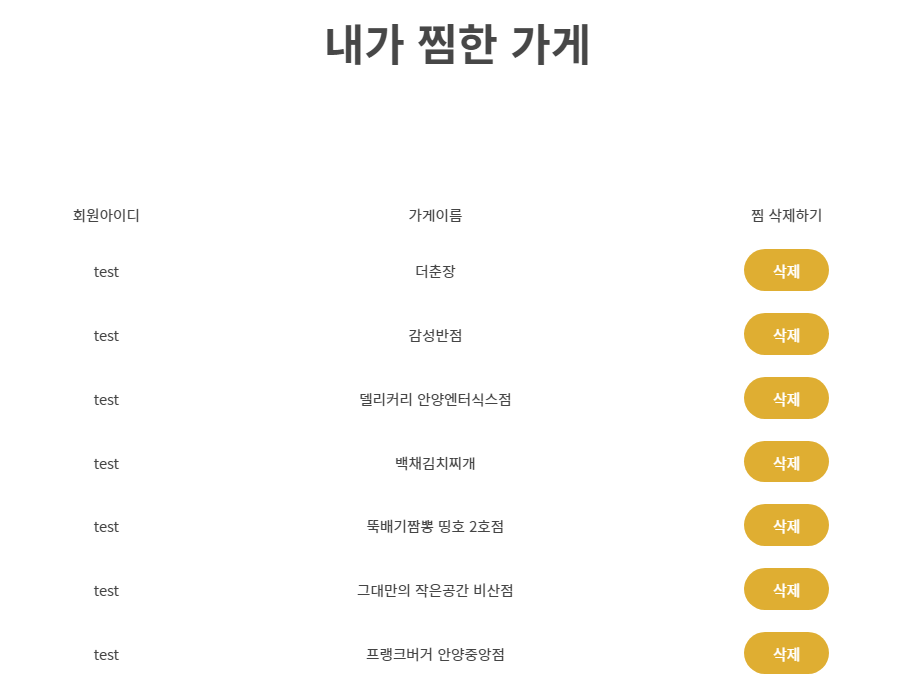 내가 찜한 가게
회원아이디 가게이름 찜 삭제하기
test 더춘장 삭제
test 감성반점 삭제
test 델리커리 안양엔터식스점 삭제
test 백채김치찌개 삭제
test 뚝배기짬뽕 띵호 2호점 삭제
test 그대만의 작은공간 비산점 삭제
test 프랭크버거 안양중앙점 삭제